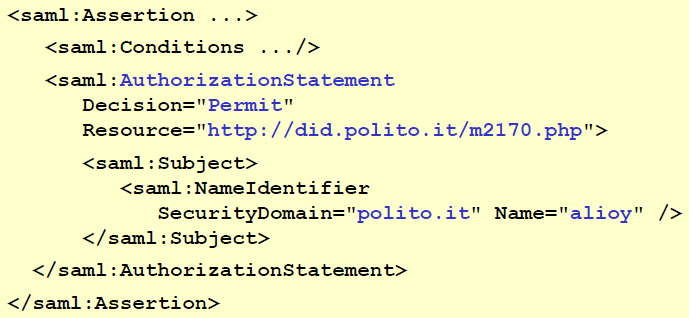 <saml:Assertion ...>
<saml:Conditions .../>
<saml:AuthorizationStatement
Decision="Permit"
Resource="http://did.polito.it/m2170.php">
<saml:Subject>
<saml:NameIdentifier
SecurityDomain="polito.it" Name="alioy" />
</saml:Subject>
</saml:AuthorizationStatement>
</saml:Assertion>